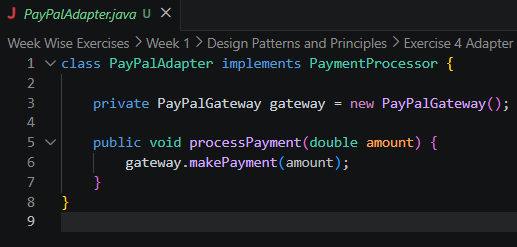 PayPalAdapter.java U ×
Week Wise Exercises > Week 1 > Design Patterns and Principles > Exercise 4 Adapter
1 class PayPalAdapter implements PaymentProcessor {
2
3     private PayPalGateway gateway = new PayPalGateway();
4
5     public void processPayment(double amount) {
6         gateway.makePayment(amount);
7     }
8 }
9